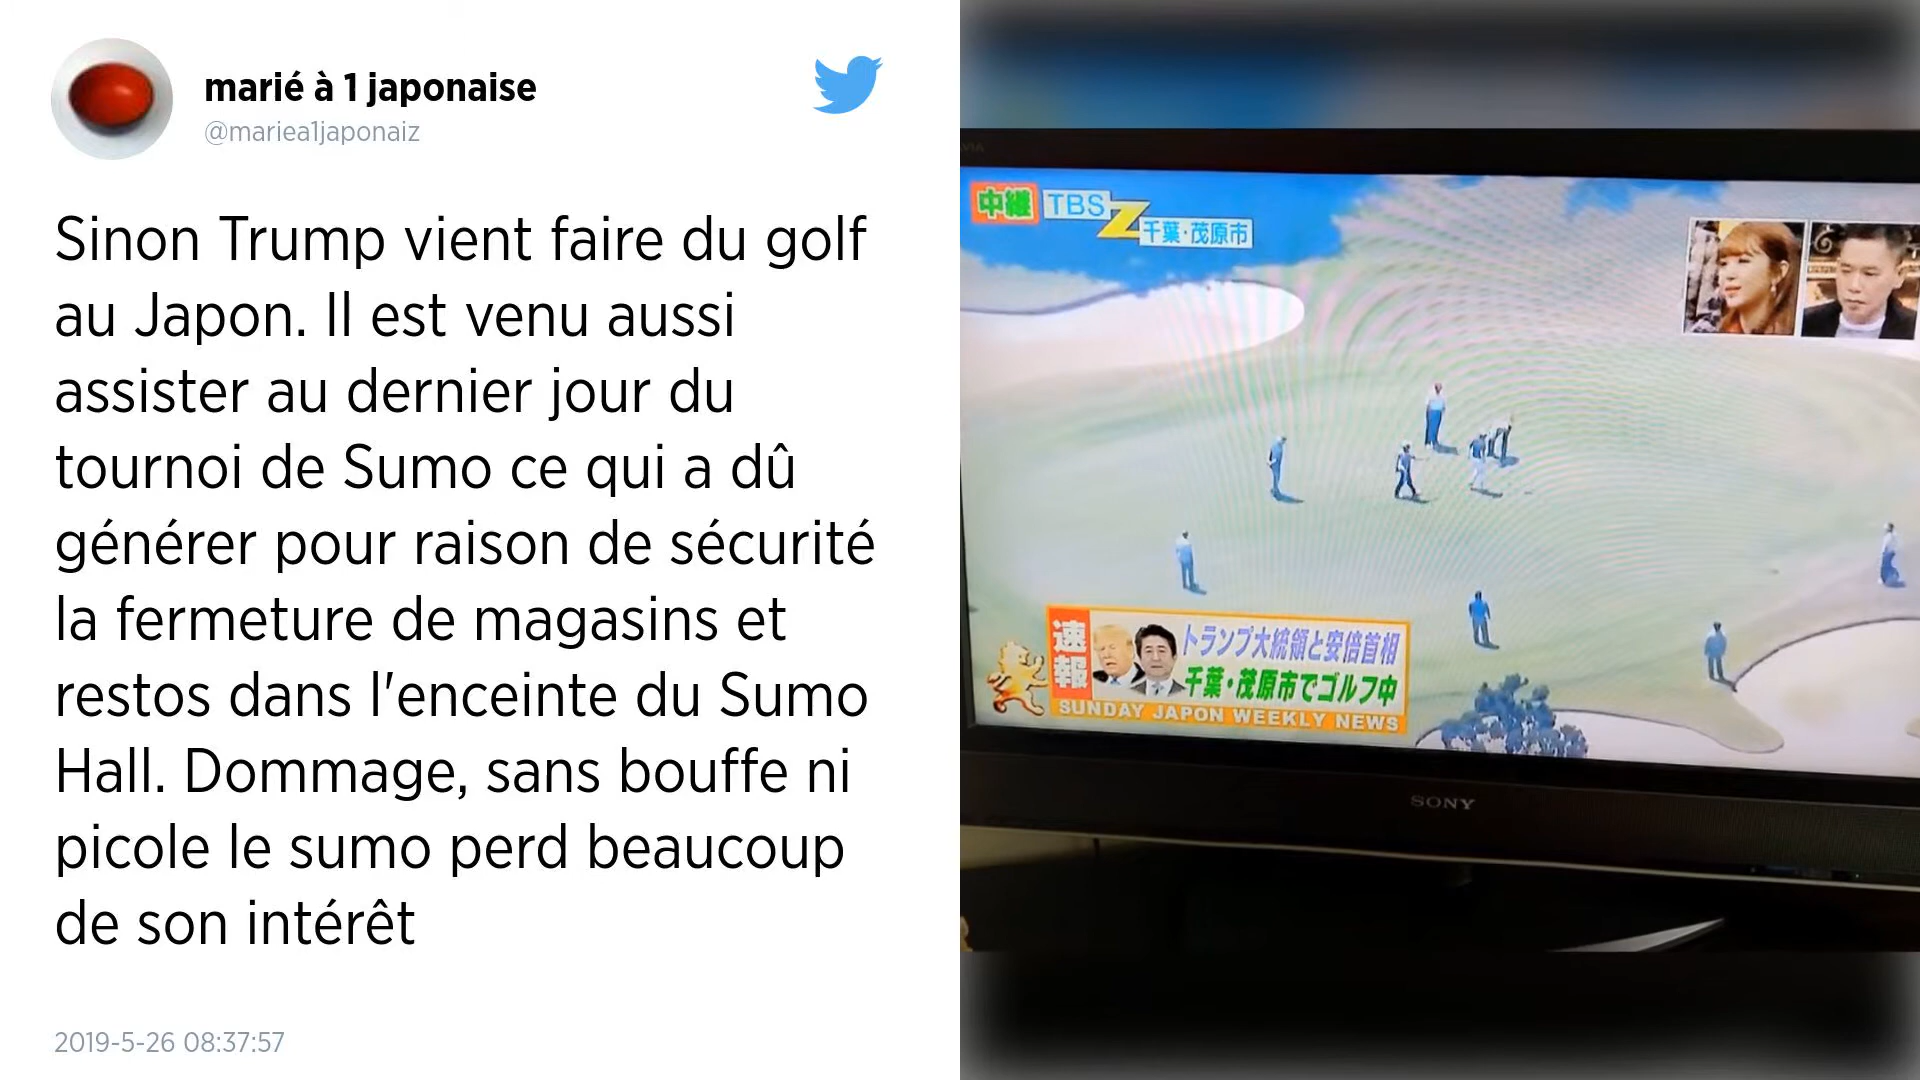 marié à 1 japonaise
@mariea1japonaiz
Sinon Trump vient faire du golf
au Japon. Il est venu aussi
assister au dernier jour du
tournoi de Sumo ce qui a dû
générer pour raison de sécurité
la fermeture de magasins et
restos dans l'enceinte du Sumo
Hall. Dommage, sans bouffe ni
picole le sumo perd beaucoup
de son intérêt
2019-5-26 08:37:57
中継 TBS
千葉・茂原市
速報
トランプ大統領と安倍首相
千葉・茂原市でゴルフ中
SUNDAY JAPON WEEKLY NEWS
SONY